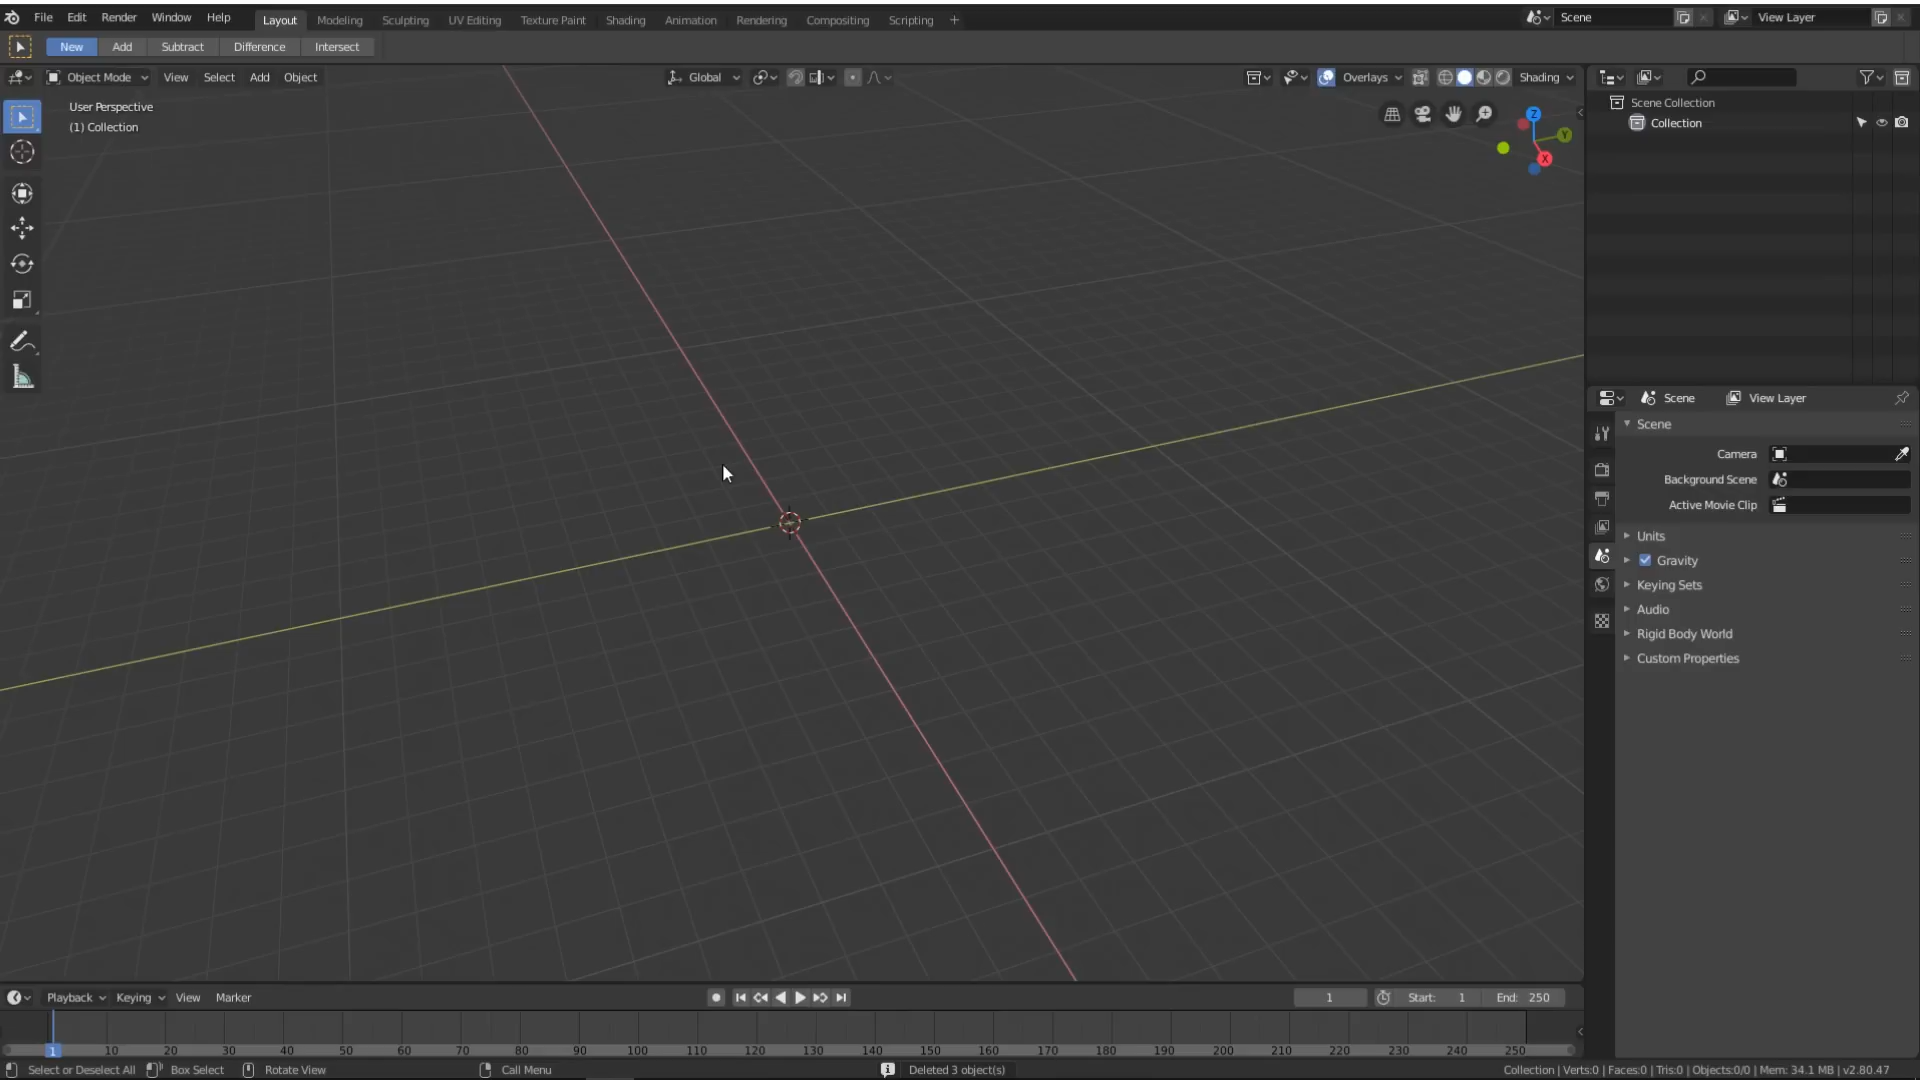 File Edit Render Window Help Layout Modeling Sculpting UV Editing Texture Paint Shading Animation Rendering Compositing Scripting + Scene View Layer
New Add Subtract Difference Intersect
Object Mode View Select Add Object Global Overlays Shading
User Perspective
(1) Collection
Z
Y
X
Scene Collection
Collection
Scene View Layer
Scene
Camera
Background Scene
Active Movie Clip
Units
Gravity
Keying Sets
Audio
Rigid Body World
Custom Properties
Playback Keying View Marker 1 Start: 1 End: 250
1 10 20 30 40 50 60 70 80 90 100 110 120 130 140 150 160 170 180 190 200 210 220 230 240 250
Select or Deselect All Box Select Rotate View Call Menu Deleted 3 object(s) Collection | Verts:0 | Faces:0 | Tris:0 | Objects:0/0 | Mem: 34.1 MB | v2.80.47